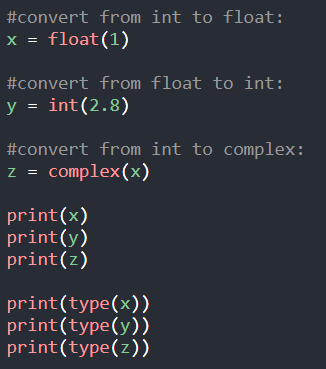 #convert from int to float:
x = float(1)
#convert from float to int:
y = int(2.8)
#convert from int to complex:
z = complex(x)
print(x)
print(y)
print(z)
print(type(x))
print(type(y))
print(type(z))